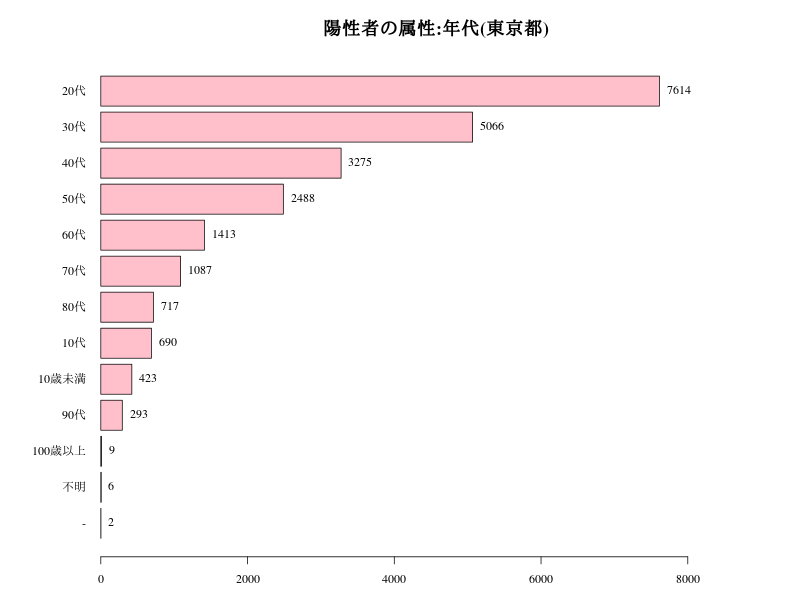 陽性者の属性:年代(東京都)
20代 7614
30代 5066
40代 3275
50代 2488
60代 1413
70代 1087
80代 717
10代 690
10歳未満 423
90代 293
100歳以上 9
不明 6
- 2
0 2000 4000 6000 8000